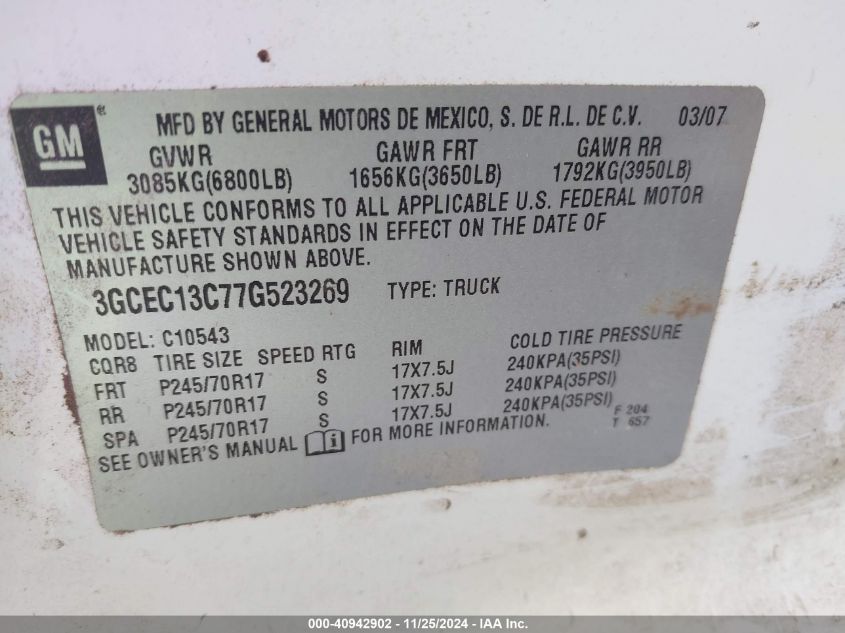 GM®
MFD BY GENERAL MOTORS DE MEXICO, S. DE R.L. DE C.V. 03/07
GVWR GAWR FRT GAWR RR
3085KG(6800LB) 1656KG(3650LB) 1792KG(3950LB)
THIS VEHICLE CONFORMS TO ALL APPLICABLE U.S. FEDERAL MOTOR
VEHICLE SAFETY STANDARDS IN EFFECT ON THE DATE OF
MANUFACTURE SHOWN ABOVE.
3GCEC13C77G523269 TYPE: TRUCK
MODEL: C10543
CQR8 TIRE SIZE SPEED RTG RIM COLD TIRE PRESSURE
FRT P245/70R17 S 17X7.5J 240KPA(35PSI)
RR P245/70R17 S 17X7.5J 240KPA(35PSI)
SPA P245/70R17 S 17X7.5J 240KPA(35PSI)
SEE OWNER'S MANUAL i FOR MORE INFORMATION.
F 204
T 657
000-40942902 - 11/25/2024 - IAA Inc.